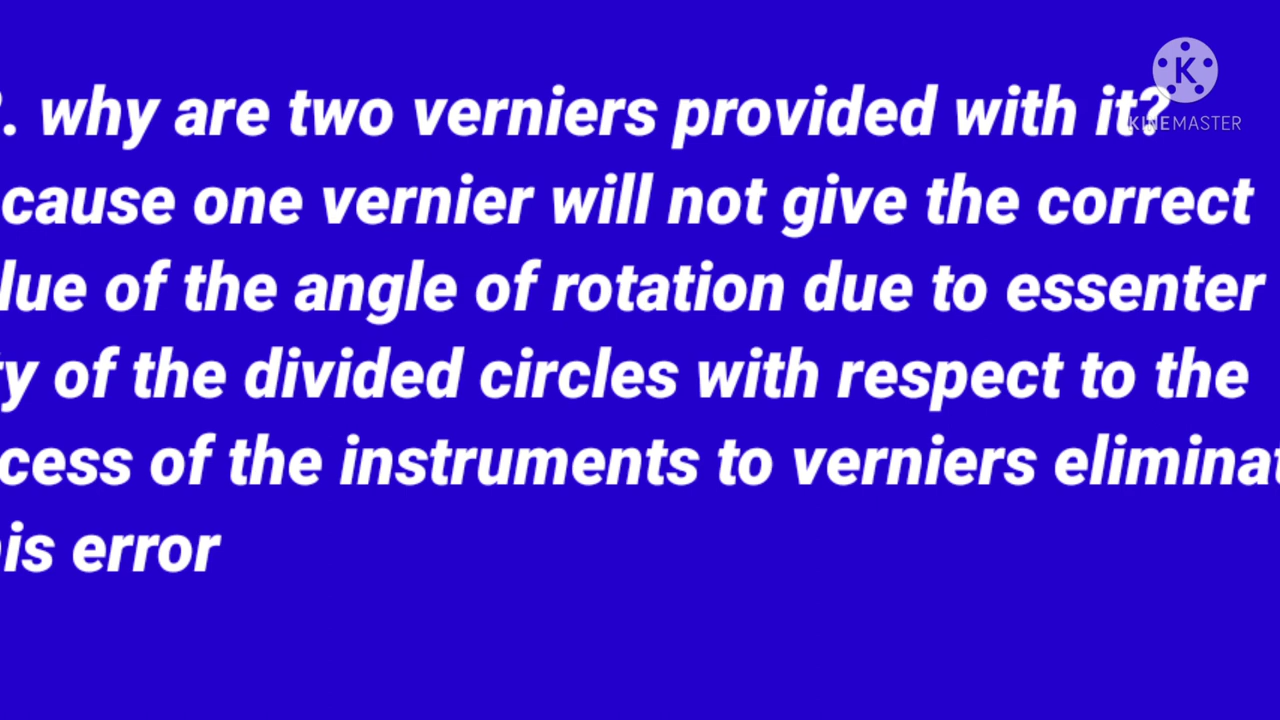 . why are two verniers provided with it?
cause one vernier will not give the correct
lue of the angle of rotation due to essenter
ty of the divided circles with respect to the
cess of the instruments to verniers eliminat
is error
K
KINEMASTER